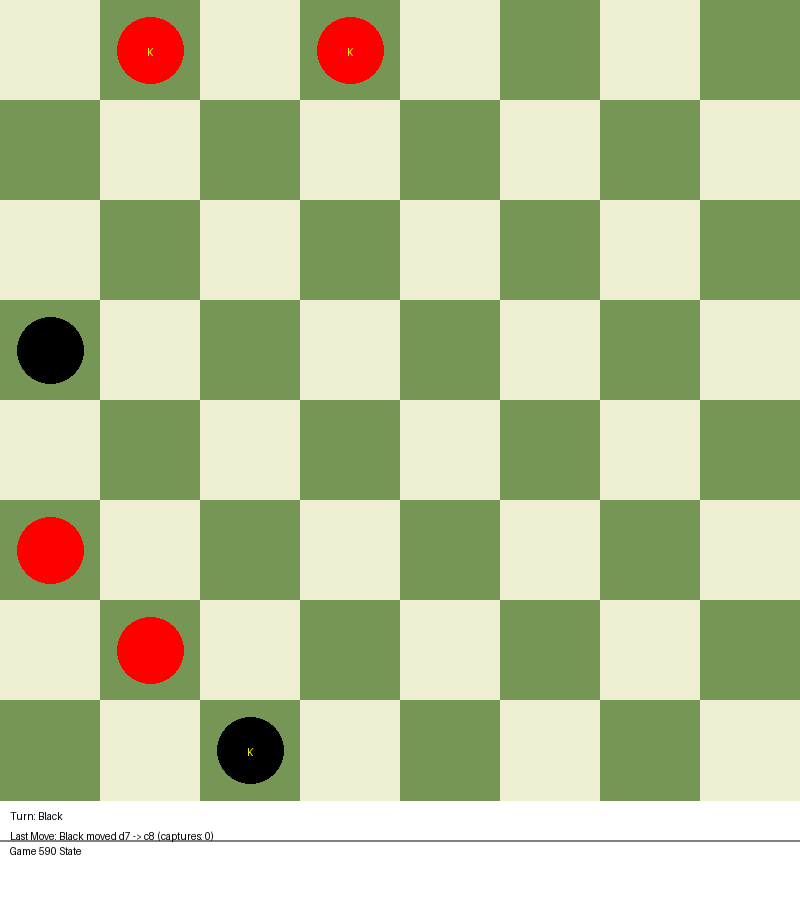 K K
K
Turn: Black
Last Move: Black moved d7 -> c8 (captures: 0)
Game 590 State